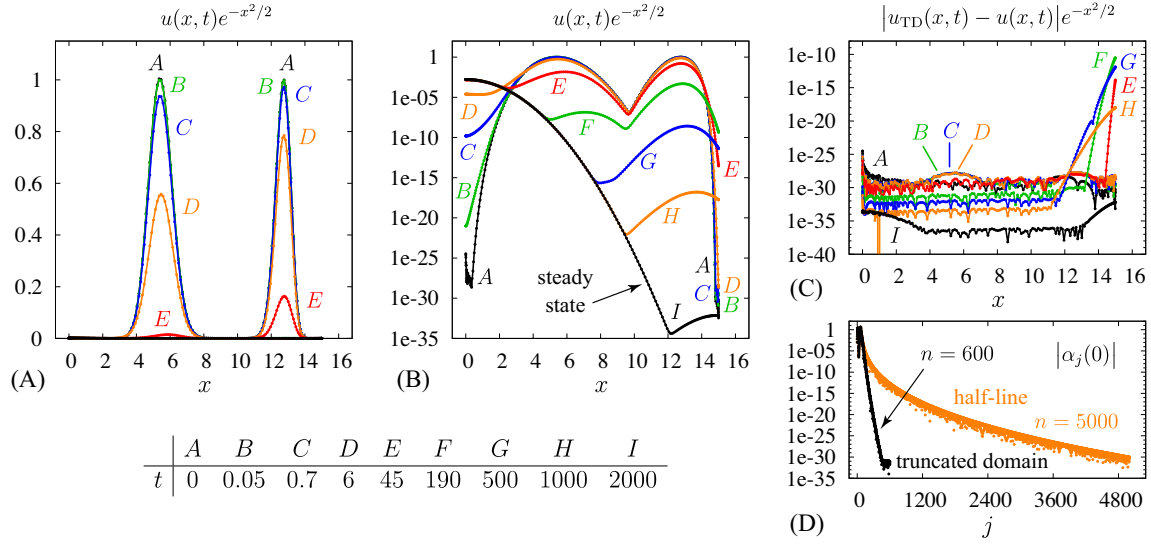 u(x,t)e^{-x²/2}
1
0.8
0.6
0.4
0.2
0
0 2 4 6 8 10 12 14 16
x
(A)
A
B
C
D
E
A
B
C
D
E
u(x,t)e^{-x²/2}
1
1e-05
1e-10
1e-15
1e-20
1e-25
1e-30
1e-35
0 2 4 6 8 10 12 14 16
x
(B)
D
C
B
A
E
F
G
H
steady
state
I
A
C
E
D
B
|u_TD(x,t) − u(x,t)|e^{-x²/2}
1e-10
1e-20
1e-25
1e-30
1e-35
1e-40
0 2 4 6 8 10 12 14 16
x
(C)
A
B
C
D
F
G
E
H
I
1
1e-05
1e-10
1e-15
1e-20
1e-25
1e-30
1e-35
0 1200 2400 3600 4800
j
(D)
n = 600
|α_j(0)|
half-line
n = 5000
truncated domain
A B C D E F G H I
t 0 0.05 0.7 6 45 190 500 1000 2000